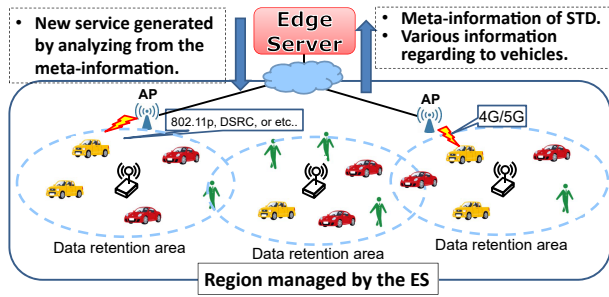 New service generated
by analyzing from the
meta-information.
Edge
Server
• Meta-information of STD.
• Various information
regarding to vehicles.
AP
802.11p, DSRC, or etc..
AP
4G/5G
Data retention area
Data retention area
Data retention area
Region managed by the ES